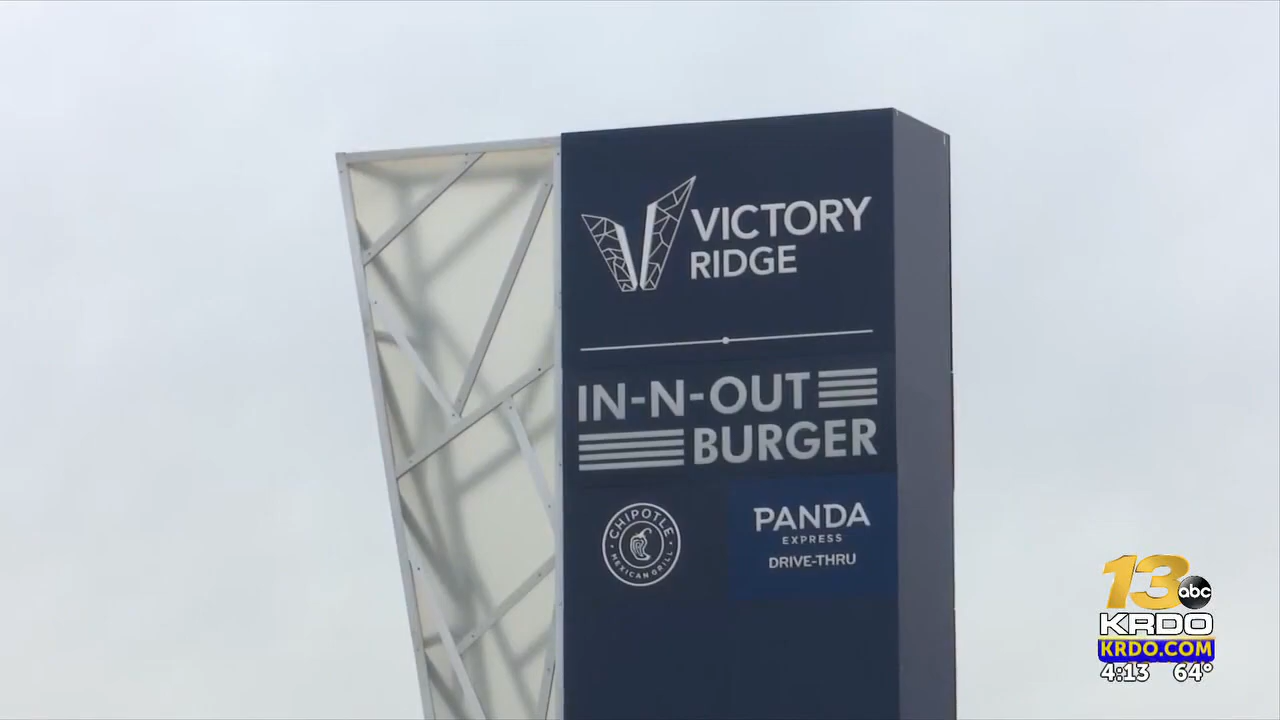 VICTORY
RIDGE
IN-N-OUT
BURGER
CHIPOTLE
MEXICAN GRILL
PANDA
EXPRESS
DRIVE-THRU
13
abc
KRDO
KRDO.COM
4:13 64°